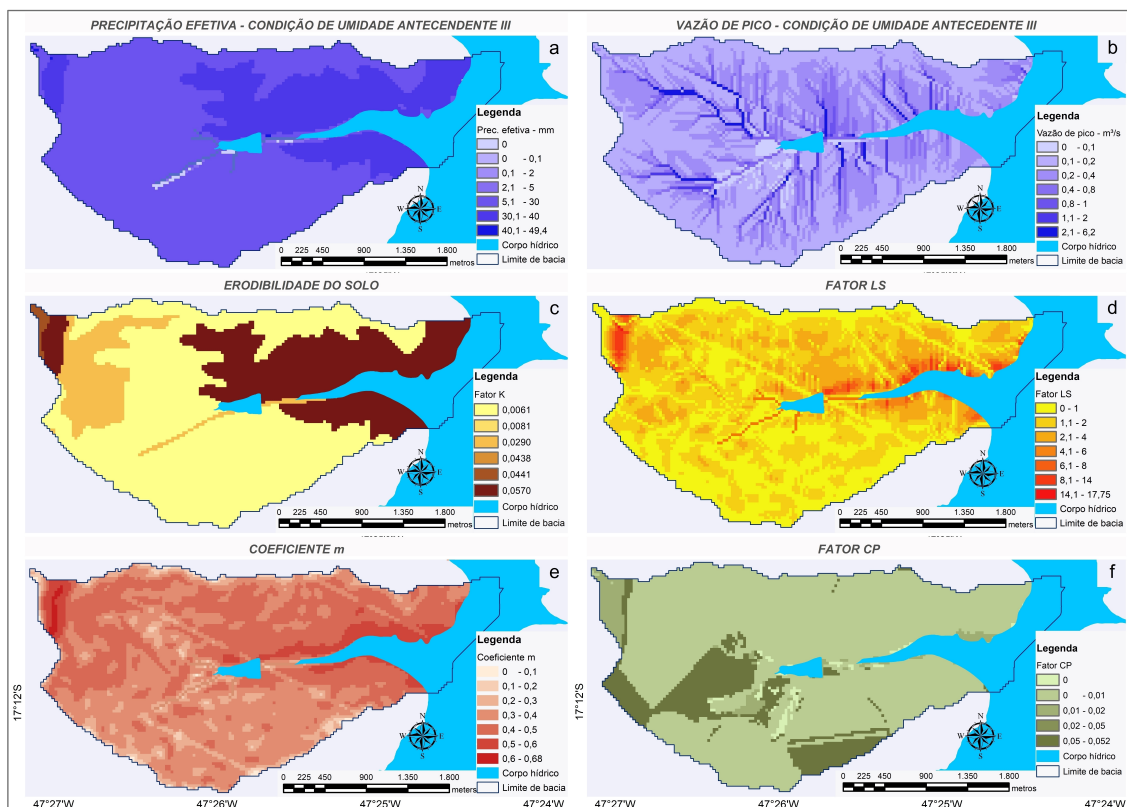 PRECIPITAÇÃO EFETIVA - CONDIÇÃO DE UMIDADE ANTECENDENTE III
a
Legenda
Prec. efetiva - mm
0
0 - 0,1
0,1 - 2
2,1 - 5
5,1 - 30
30,1 - 40
40,1 - 49,4
Corpo hídrico
Limite de bacia
N
W E
S
0 225 450 900 1.350 1.800
metros
VAZÃO DE PICO - CONDIÇÃO DE UMIDADE ANTECEDENTE III
b
Legenda
Vazão de pico - m³/s
0 - 0,1
0,1 - 0,2
0,2 - 0,4
0,4 - 0,8
0,8 - 1
1,1 - 2
2,1 - 6,2
Corpo hídrico
Limite de bacia
N
W E
S
0 225 450 900 1.350 1.800
meters
ERODIBILIDADE DO SOLO
c
Legenda
Fator K
0,0061
0,0081
0,0290
0,0438
0,0441
0,0570
Corpo hídrico
Limite de bacia
N
W E
S
0 225 450 900 1.350 1.800
metros
FATOR LS
d
Legenda
Fator LS
0 - 1
1,1 - 2
2,1 - 4
4,1 - 6
6,1 - 8
8,1 - 14
14,1 - 17,75
Corpo hídrico
Limite de bacia
N
W E
S
0 225 450 900 1.350 1.800
meters
COEFICIENTE m
e
Legenda
Coeficiente m
0 - 0,1
0,1 - 0,2
0,2 - 0,3
0,3 - 0,4
0,4 - 0,5
0,5 - 0,6
0,6 - 0,68
Corpo hídrico
Limite de bacia
N
W E
S
0 225 450 900 1.350 1.800
metros
17°12'S
47°27'W 47°26'W 47°25'W 47°24'W
FATOR CP
f
Legenda
Fator CP
0
0 - 0,01
0,01 - 0,02
0,02 - 0,05
0,05 - 0,052
Corpo hídrico
Limite de bacia
N
W E
S
0 225 450 900 1.350 1.800
metros
17°12'S
47°27'W 47°26'W 47°25'W 47°24'W